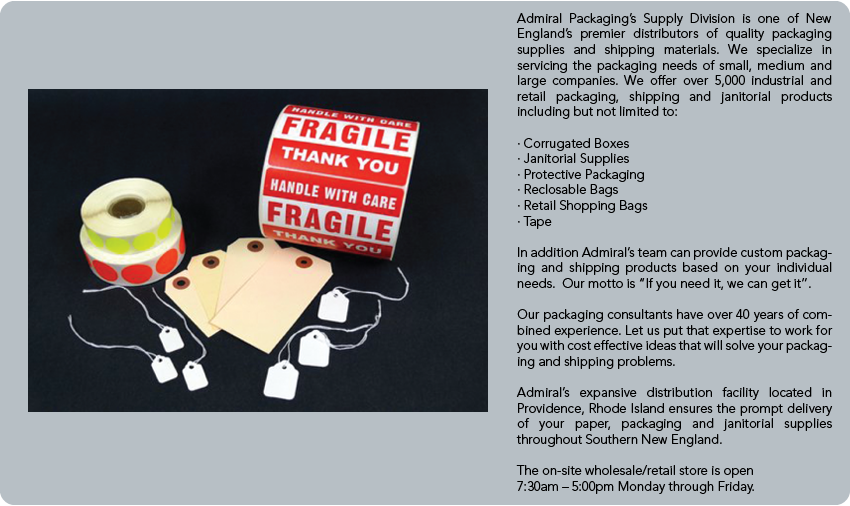 HANDLE WITH CARE
FRAGILE
THANK YOU
HANDLE WITH CARE
FRAGILE
THANK YOU
Admiral Packaging's Supply Division is one of New
England's premier distributors of quality packaging
supplies and shipping materials. We specialize in
servicing the packaging needs of small, medium and
large companies. We offer over 5,000 industrial and
retail packaging, shipping and janitorial products
including but not limited to:
· Corrugated Boxes
· Janitorial Supplies
· Protective Packaging
· Reclosable Bags
· Retail Shopping Bags
· Tape
In addition Admiral's team can provide custom packag-
ing and shipping products based on your individual
needs.  Our motto is "If you need it, we can get it".
Our packaging consultants have over 40 years of com-
bined experience. Let us put that expertise to work for
you with cost effective ideas that will solve your packag-
ing and shipping problems.
Admiral's expansive distribution facility located in
Providence, Rhode Island ensures the prompt delivery
of your paper, packaging and janitorial supplies
throughout Southern New England.
The on-site wholesale/retail store is open
7:30am – 5:00pm Monday through Friday.